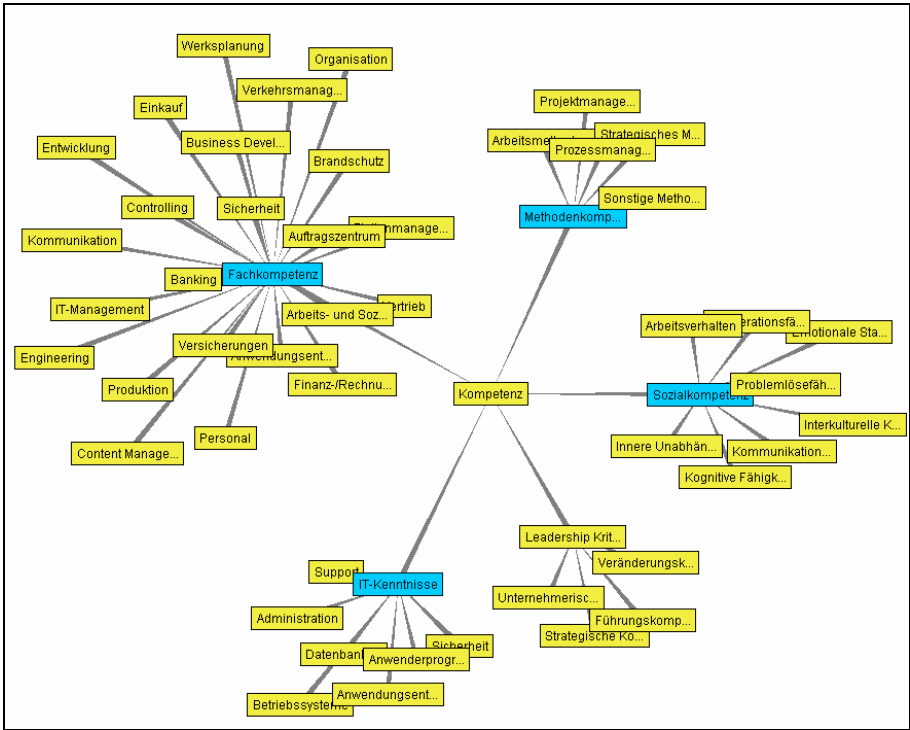 Werksplanung
Organisation
Verkehrsmanag...
Einkauf
Business Devel...
Entwicklung
Brandschutz
Controlling
Sicherheit
Auftragszentrum
Kommunikation
Fachkompetenz
Banking
IT-Management
Arbeits- und Soz...
Engineering
Versicherungen
Produktion
Finanz-/Rechnu...
Personal
Content Manage...
Projektmanage...
Strategisches M...
Prozessmanag...
Sonstige Metho...
Methodenkomp...
Kompetenz
Arbeitsverhalten
Emotionale Sta...
Problemlösefäh...
Sozialkompetenz
Interkulturelle K...
Innere Unabhän...
Kommunikation...
Kognitive Fähigk...
Leadership Krit...
Veränderungsk...
Unternehmerisc...
Führungskomp...
Strategische Ko...
Support
IT-Kenntnisse
Administration
Sicherheit
Anwenderprogr...
Anwendungsent...
Betriebssysteme